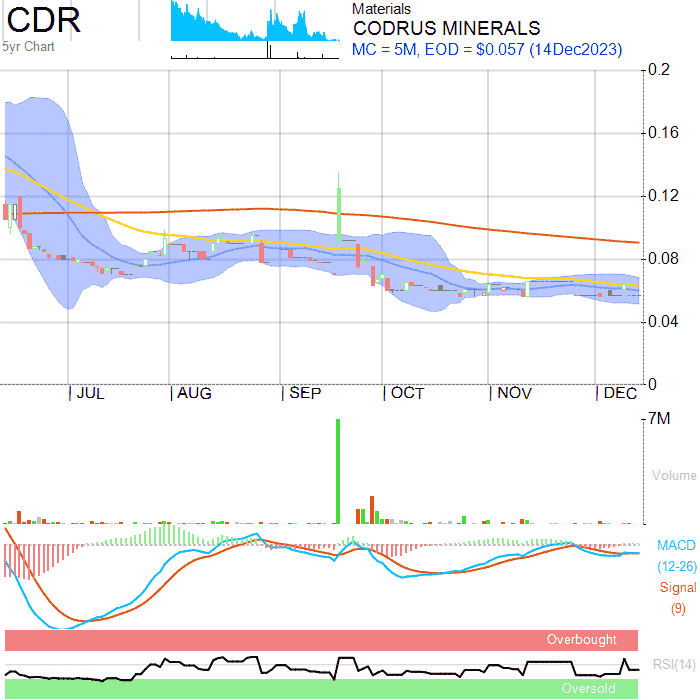 CDR
5yr Chart
Materials
CODRUS MINERALS
MC = 5M, EOD = $0.057 (14Dec2023)
0.2
0.16
0.12
0.08
0.04
0
JUL AUG SEP OCT NOV DEC
7M
Volume
MACD
(12-26)
Signal
(9)
Overbought
RSI(14)
Oversold